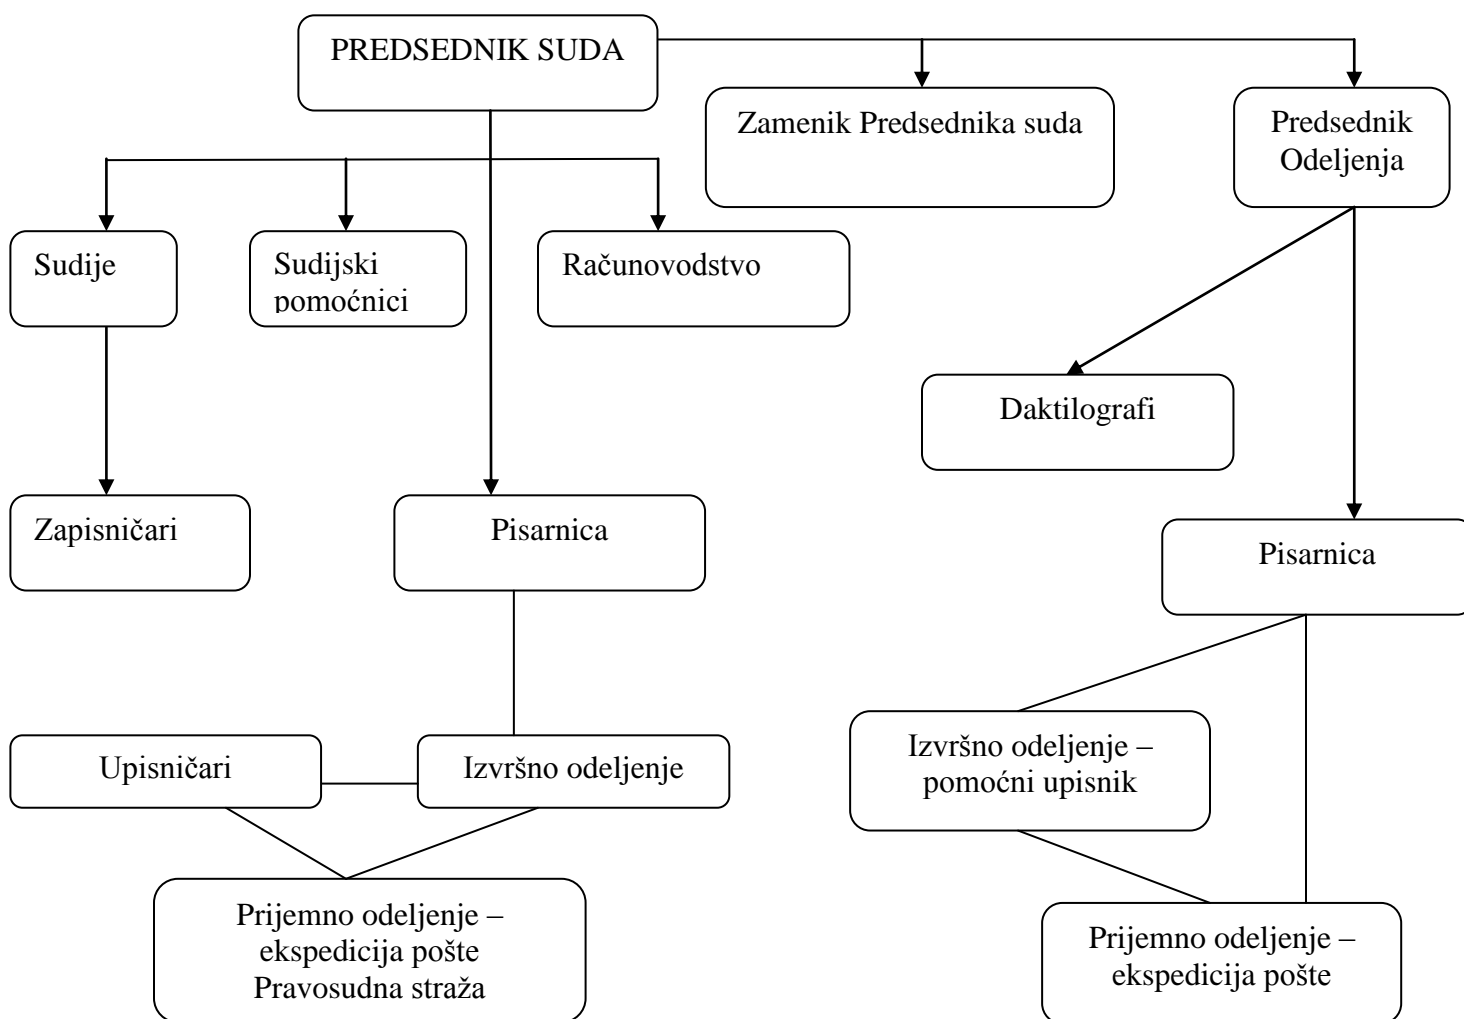 PREDSEDNIK SUDA
Zamenik Predsednika suda
Predsednik
Odeljenja
Sudije
Sudijski
pomoćnici
Računovodstvo
Daktilografi
Zapisničari
Pisarnica
Pisarnica
Upisničari
Izvršno odeljenje
Izvršno odeljenje –
pomoćni upisnik
Prijemno odeljenje –
ekspedicija pošte
Pravosudna straža
Prijemno odeljenje –
ekspedicija pošte